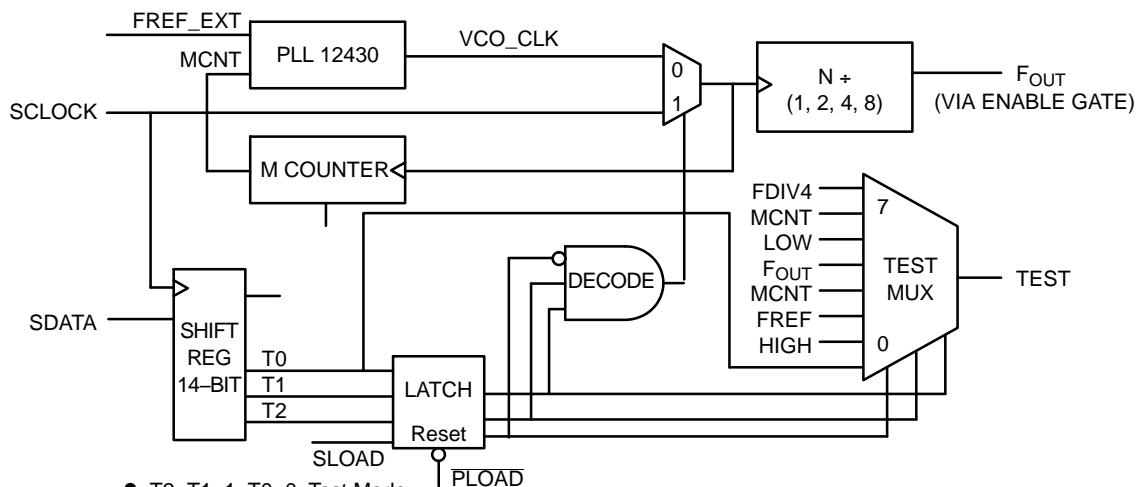 FREF_EXT
MCNT
PLL 12430
VCO_CLK
0
1
N ÷
(1, 2, 4, 8)
FOUT
(VIA ENABLE GATE)
SCLOCK
M COUNTER
FDIV4
MCNT
LOW
FOUT
MCNT
FREF
HIGH
7
TEST
MUX
0
TEST
DECODE
SDATA
SHIFT
REG
14–BIT
T0
T1
T2
LATCH
Reset
SLOAD
PLOAD